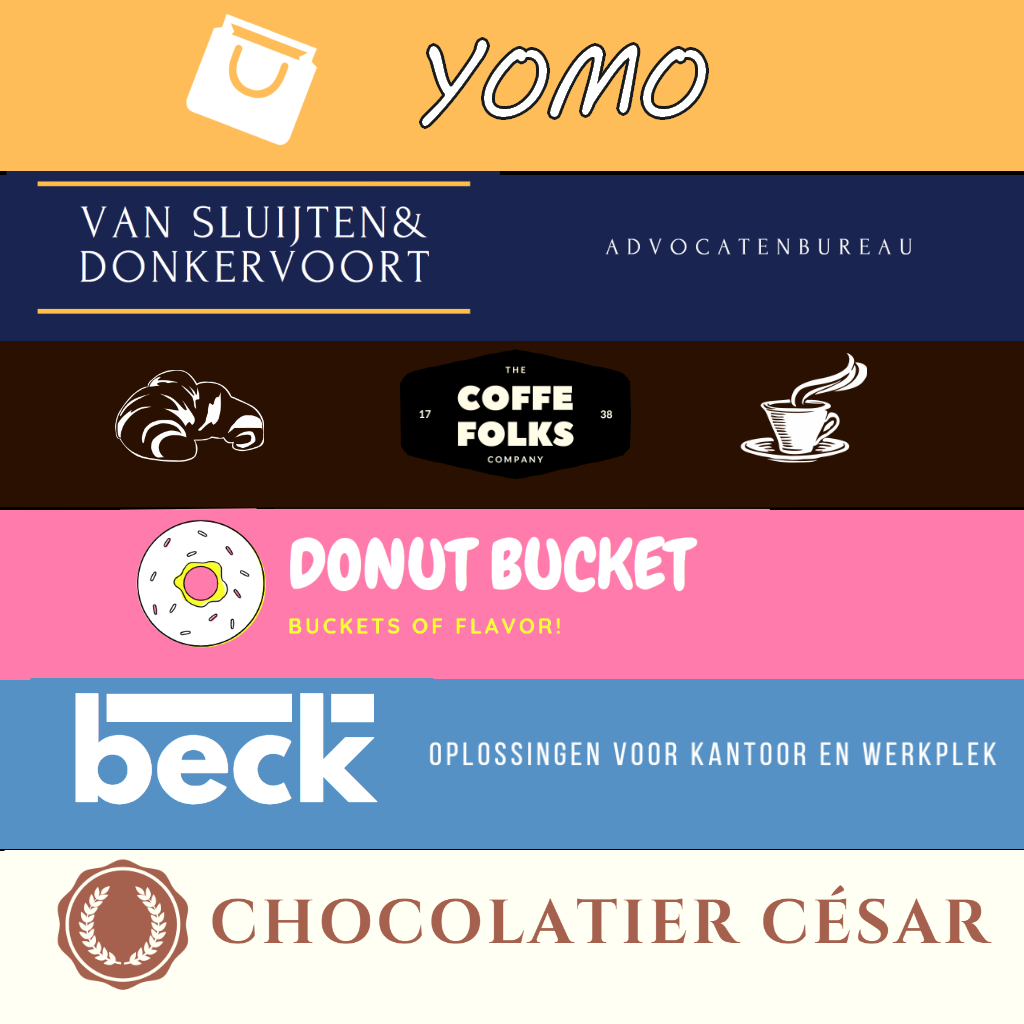 YOMO
VAN SLUIJTEN&
DONKERVOORT
ADVOCATENBUREAU
THE
17
COFFE
FOLKS
38
COMPANY
DONUT BUCKET
BUCKETS OF FLAVOR!
beck
OPLOSSINGEN VOOR KANTOOR EN WERKPLEK
CHOCOLATIER CÉSAR